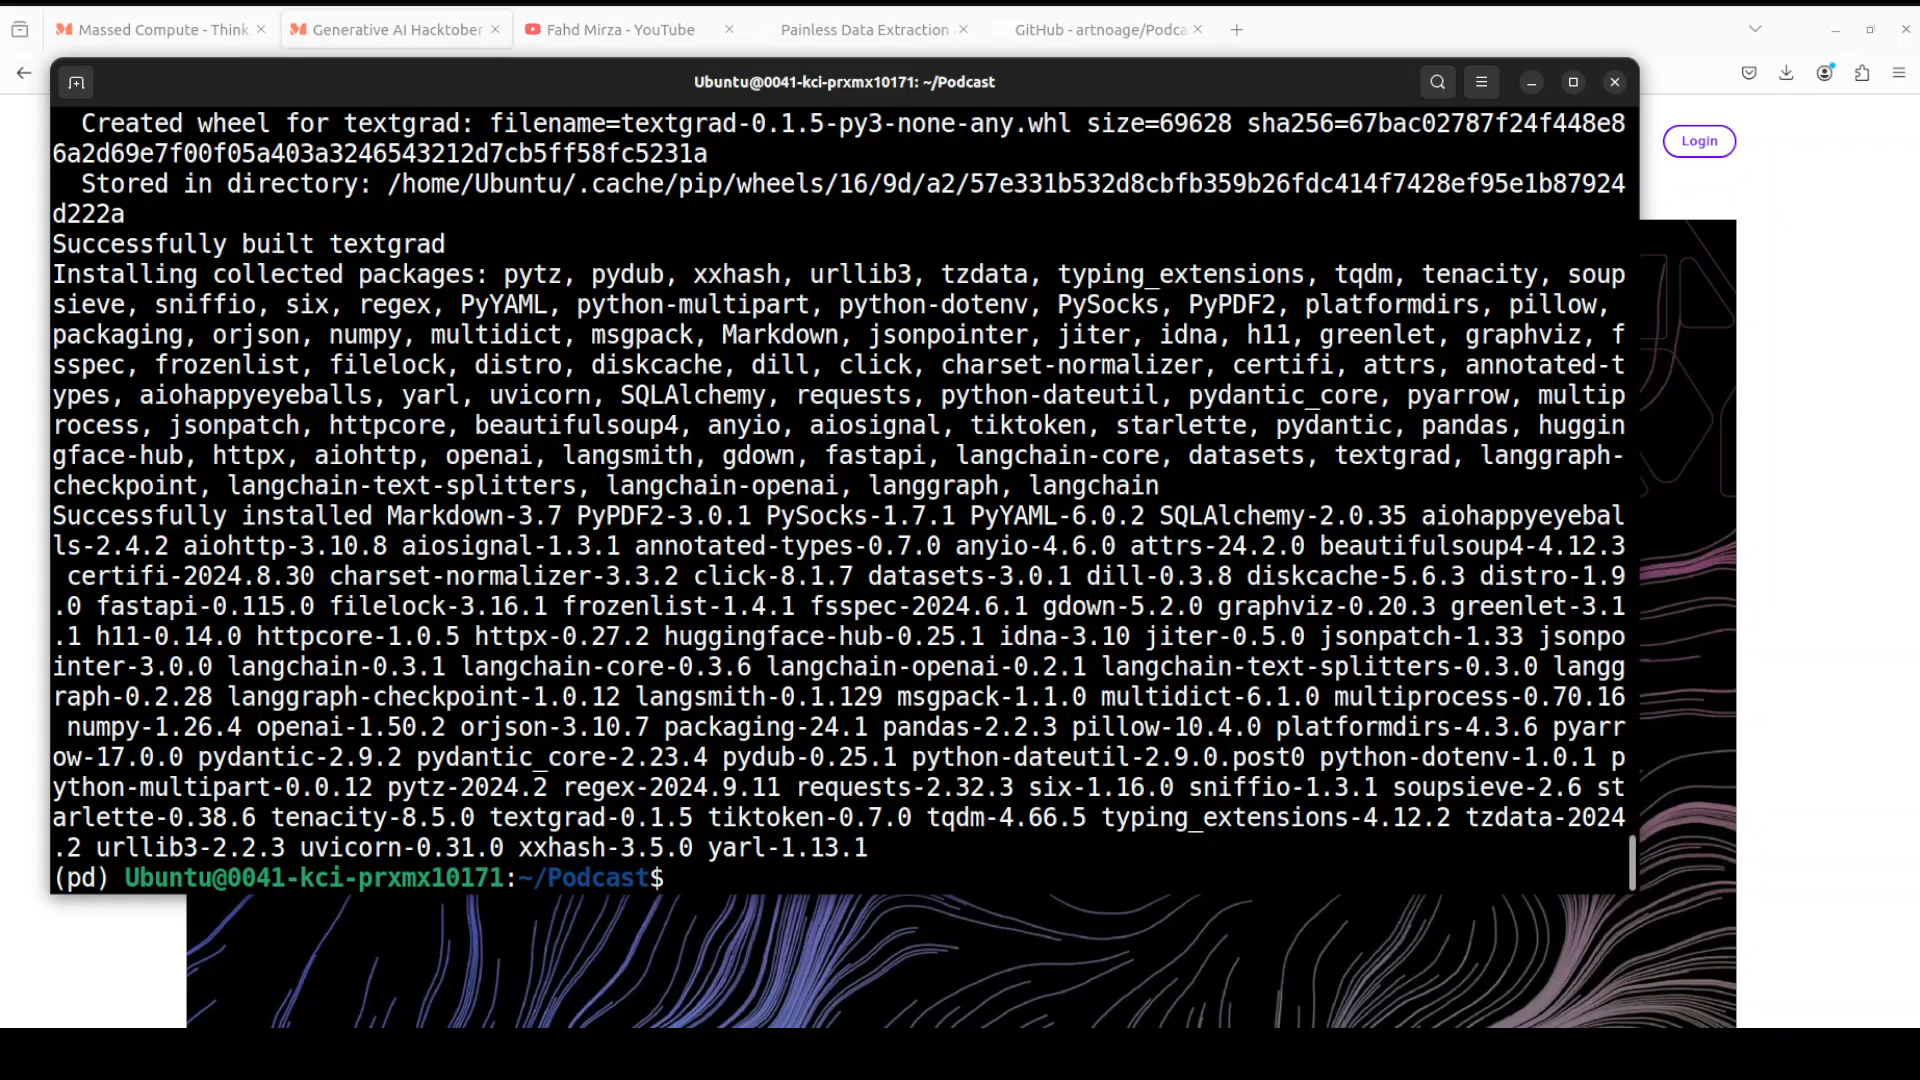 Massed Compute - Think
Generative AI Hacktober
Fahd Mirza - YouTube
Painless Data Extraction
GitHub - artnoage/Podca
Ubuntu@0041-kci-prxmx10171: ~/Podcast
Login
  Created wheel for textgrad: filename=textgrad-0.1.5-py3-none-any.whl size=69628 sha256=67bac02787f24f448e8
6a2d69e7f00f05a403a3246543212d7cb5ff58fc5231a
  Stored in directory: /home/Ubuntu/.cache/pip/wheels/16/9d/a2/57e331b532d8cbfb359b26fdc414f7428ef95e1b87924
d222a
Successfully built textgrad
Installing collected packages: pytz, pydub, xxhash, urllib3, tzdata, typing_extensions, tqdm, tenacity, soup
sieve, sniffio, six, regex, PyYAML, python-multipart, python-dotenv, PySocks, PyPDF2, platformdirs, pillow,
packaging, orjson, numpy, multidict, msgpack, Markdown, jsonpointer, jiter, idna, h11, greenlet, graphviz, f
sspec, frozenlist, filelock, distro, diskcache, dill, click, charset-normalizer, certifi, attrs, annotated-t
ypes, aiohappyeyeballs, yarl, uvicorn, SQLAlchemy, requests, python-dateutil, pydantic_core, pyarrow, multip
rocess, jsonpatch, httpcore, beautifulsoup4, anyio, aiosignal, tiktoken, starlette, pydantic, pandas, huggin
gface-hub, httpx, aiohttp, openai, langsmith, gdown, fastapi, langchain-core, datasets, textgrad, langgraph-
checkpoint, langchain-text-splitters, langchain-openai, langgraph, langchain
Successfully installed Markdown-3.7 PyPDF2-3.0.1 PySocks-1.7.1 PyYAML-6.0.2 SQLAlchemy-2.0.35 aiohappyeyebal
ls-2.4.2 aiohttp-3.10.8 aiosignal-1.3.1 annotated-types-0.7.0 anyio-4.6.0 attrs-24.2.0 beautifulsoup4-4.12.3
 certifi-2024.8.30 charset-normalizer-3.3.2 click-8.1.7 datasets-3.0.1 dill-0.3.8 diskcache-5.6.3 distro-1.9
.0 fastapi-0.115.0 filelock-3.16.1 frozenlist-1.4.1 fsspec-2024.6.1 gdown-5.2.0 graphviz-0.20.3 greenlet-3.1
.1 h11-0.14.0 httpcore-1.0.5 httpx-0.27.2 huggingface-hub-0.25.1 idna-3.10 jiter-0.5.0 jsonpatch-1.33 jsonpo
inter-3.0.0 langchain-0.3.1 langchain-core-0.3.6 langchain-openai-0.2.1 langchain-text-splitters-0.3.0 langg
raph-0.2.28 langgraph-checkpoint-1.0.12 langsmith-0.1.129 msgpack-1.1.0 multidict-6.1.0 multiprocess-0.70.16
 numpy-1.26.4 openai-1.50.2 orjson-3.10.7 packaging-24.1 pandas-2.2.3 pillow-10.4.0 platformdirs-4.3.6 pyarr
ow-17.0.0 pydantic-2.9.2 pydantic_core-2.23.4 pydub-0.25.1 python-dateutil-2.9.0.post0 python-dotenv-1.0.1 p
ython-multipart-0.0.12 pytz-2024.2 regex-2024.9.11 requests-2.32.3 six-1.16.0 sniffio-1.3.1 soupsieve-2.6 st
arlette-0.38.6 tenacity-8.5.0 textgrad-0.1.5 tiktoken-0.7.0 tqdm-4.66.5 typing_extensions-4.12.2 tzdata-2024
.2 urllib3-2.2.3 uvicorn-0.31.0 xxhash-3.5.0 yarl-1.13.1
(pd) Ubuntu@0041-kci-prxmx10171:~/Podcast$